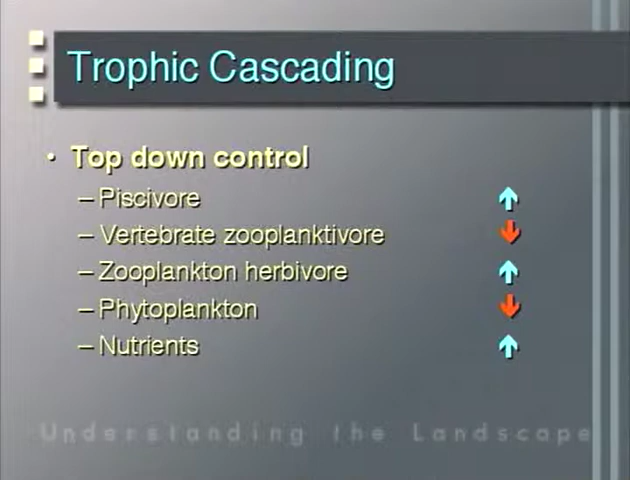 Trophic Cascading
• Top down control
– Piscivore ↑
– Vertebrate zooplanktivore ↓
– Zooplankton herbivore ↑
– Phytoplankton ↓
– Nutrients ↑
Understanding the Landscape